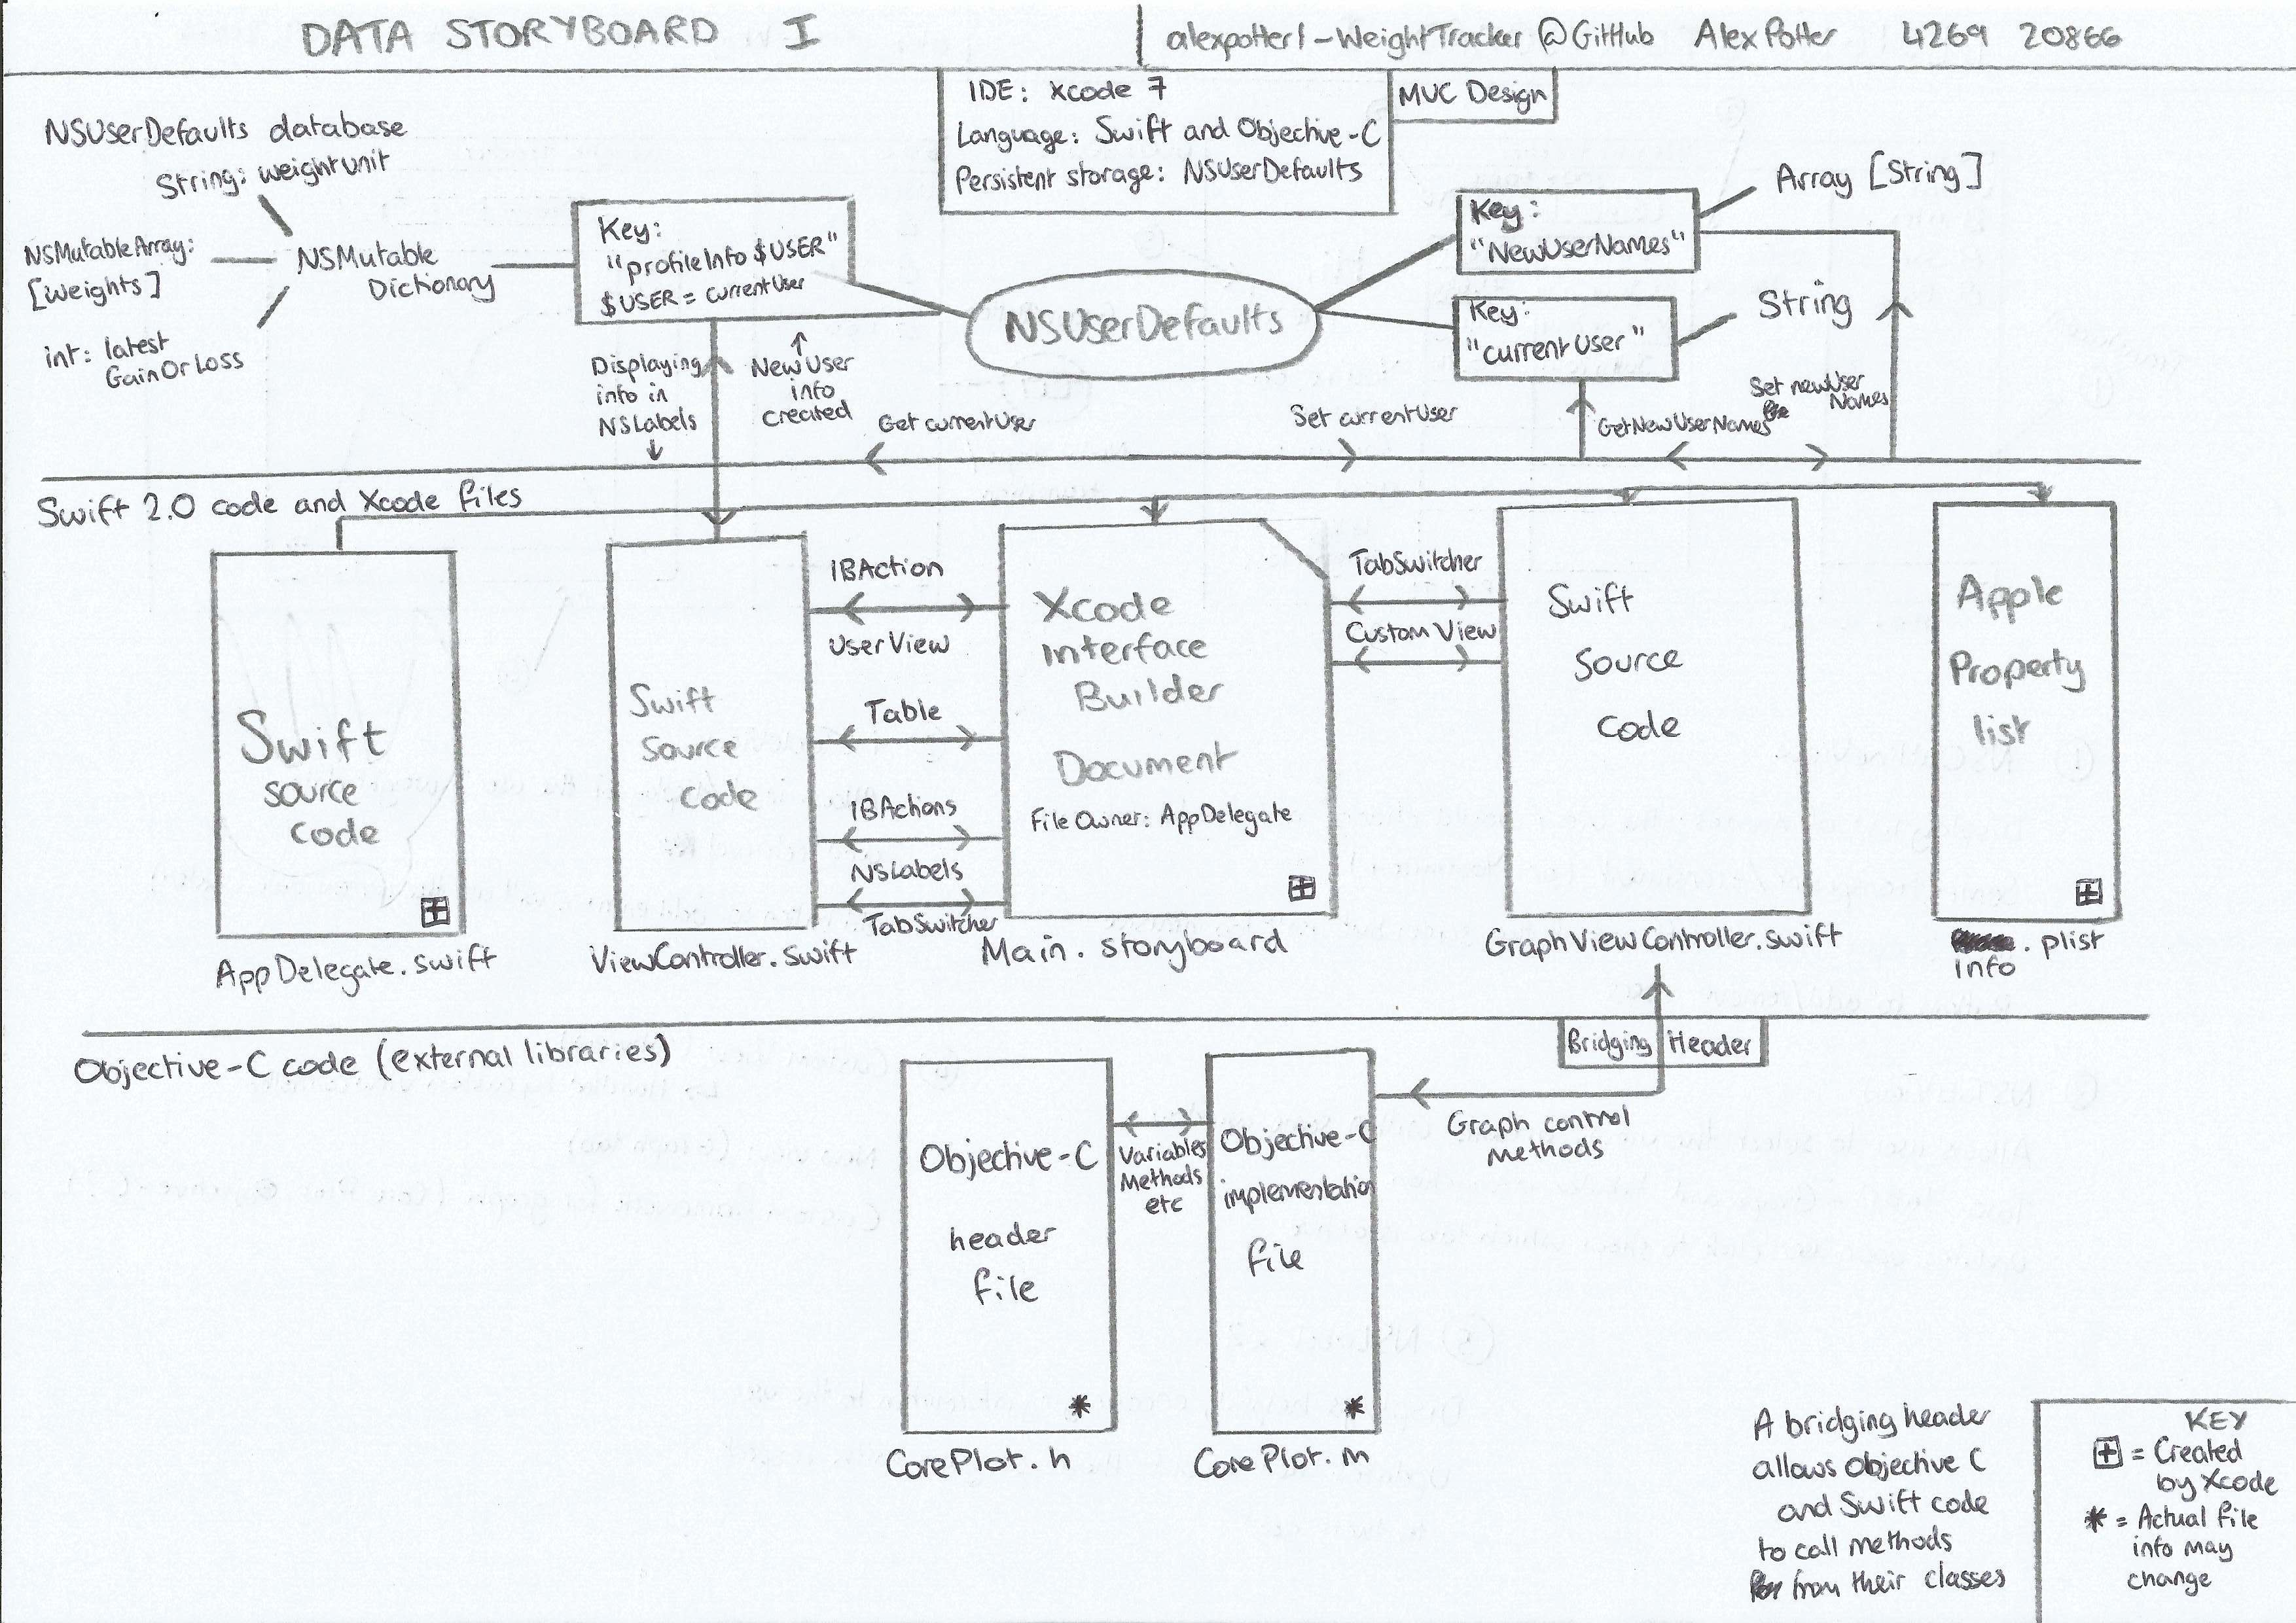 DATA STORYBOARD I
alexpotter1-WeightTracker @GitHub Alex Potter 4269 20866
IDE: Xcode 7
Language: Swift and Objective-C
Persistent storage: NSUserDefaults
MVC Design
NSUserDefaults database
String: weightUnit
NSMutableArray:
[weights]
int: latest
GainOrLoss
NSMutable
Dictionary
Key:
"profileInfo$USER"
$USER = currentUser
NSUserDefaults
Key:
"NewUserNames"
Array [String]
Key:
"currentUser"
String
Displaying
info in
NSLabels
New User
info
created
Get currentUser
Set currentUser
GetNewUserNames
Set newUser
Names
Swift 2.0 code and Xcode files
Swift
source
code
AppDelegate.swift
Swift
source
code
ViewController.swift
IBAction
UserView
Table
IBActions
NSLabels
TabSwitcher
Xcode
Interface
Builder
Document
File Owner: AppDelegate
Main.storyboard
TabSwitcher
Custom View
Swift
source
code
GraphViewController.swift
Apple
Property
list
.plist
info
Objective-C code (external libraries)
Bridging Header
Objective-C
header
file
CorePlot.h
Variables
Methods
etc
Objective-C
implementation
file
CorePlot.m
Graph control
methods
A bridging header
allows Objective C
and Swift code
to call methods
from their classes
KEY
= Created
by Xcode
* = Actual file
info may
change